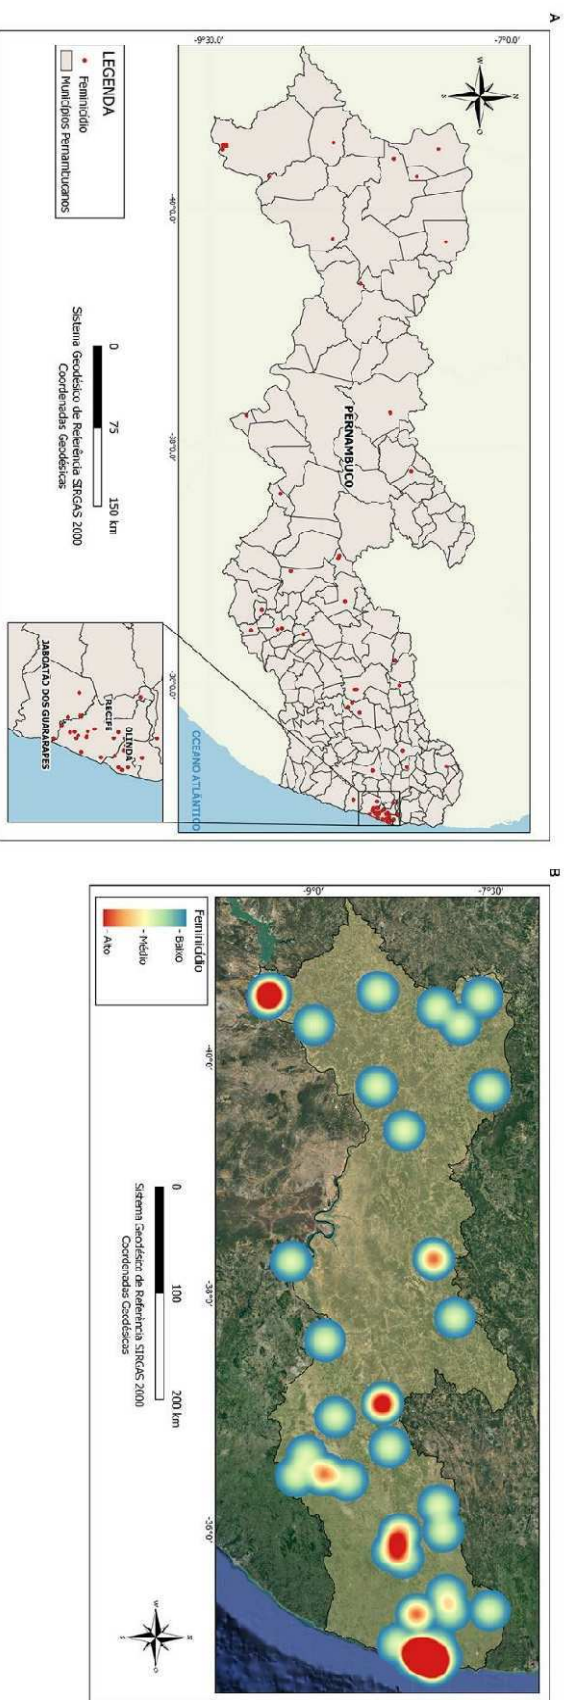 A
-9°30.0'
-7°0.0'
W
N
S
O
-40°0.0'
-38°0.0'
-36°0.0'
PERNAMBUCO
OCEANO ATLÂNTICO
LEGENDA
Feminicídio
Municípios Pernambucanos
0 75 150 km
Sistema Geodésico de Referência SIRGAS 2000
Coordenadas Geodésicas
OLINDA
RECIFE
JABOATÃO DOS GUARARAPES
B
-9°0'
-7°30'
-40°0'
-38°0'
-36°0'
Feminicídio
- Baixo
- Médio
- Alto
0 100 200 km
Sistema Geodésico de Referência SIRGAS 2000
Coordenadas Geodésicas
W
N
S
O